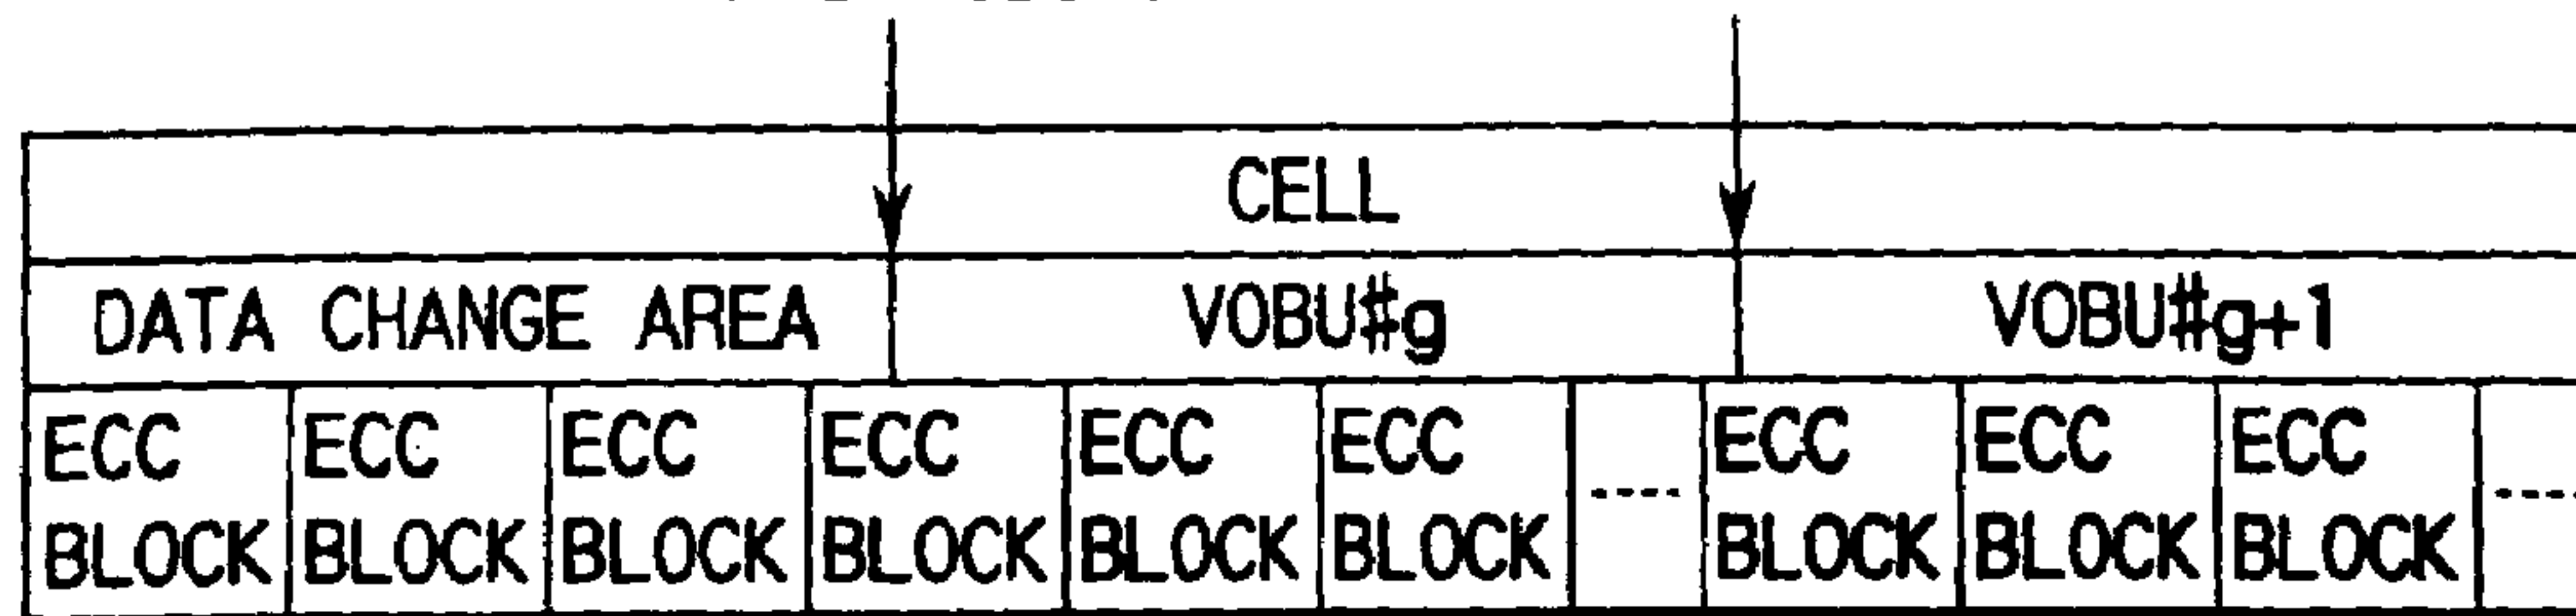 CELL
DATA CHANGE AREA VOBU#g VOBU#g+1
ECC ECC ECC ECC ECC ECC ECC ECC ECC
BLOCK BLOCK BLOCK BLOCK BLOCK BLOCK ---- BLOCK BLOCK BLOCK ----